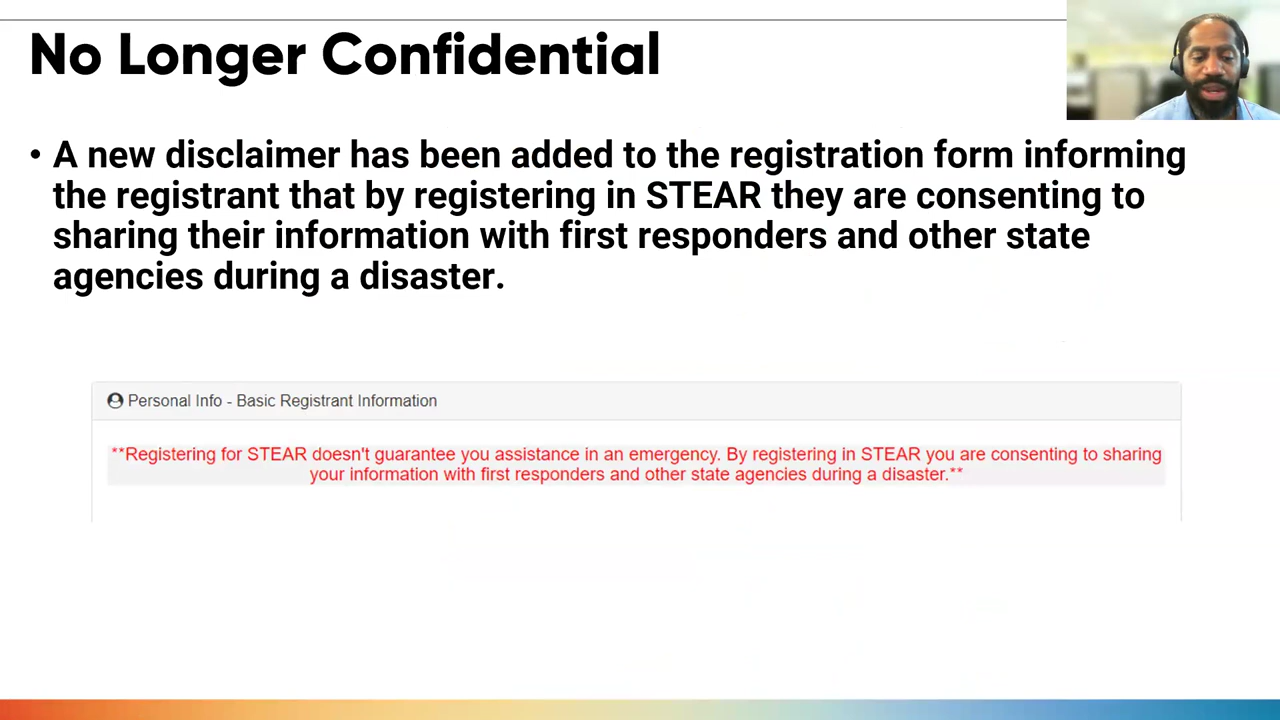 No Longer Confidential
• A new disclaimer has been added to the registration form informing
the registrant that by registering in STEAR they are consenting to
sharing their information with first responders and other state
agencies during a disaster.
Personal Info - Basic Registrant Information
**Registering for STEAR doesn't guarantee you assistance in an emergency. By registering in STEAR you are consenting to sharing
your information with first responders and other state agencies during a disaster.**